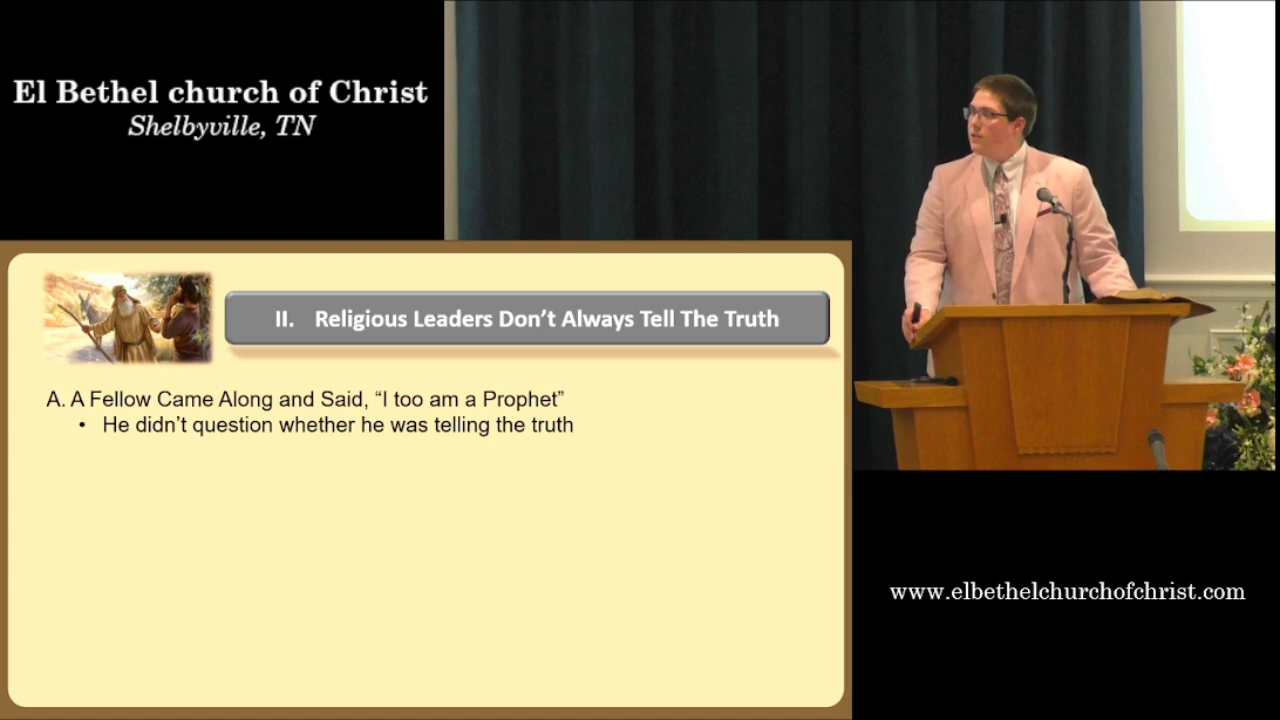 El Bethel church of Christ
Shelbyville, TN
II. Religious Leaders Don’t Always Tell The Truth
A. A Fellow Came Along and Said, “I too am a Prophet”
• He didn’t question whether he was telling the truth
www.elbethelchurchofchrist.com